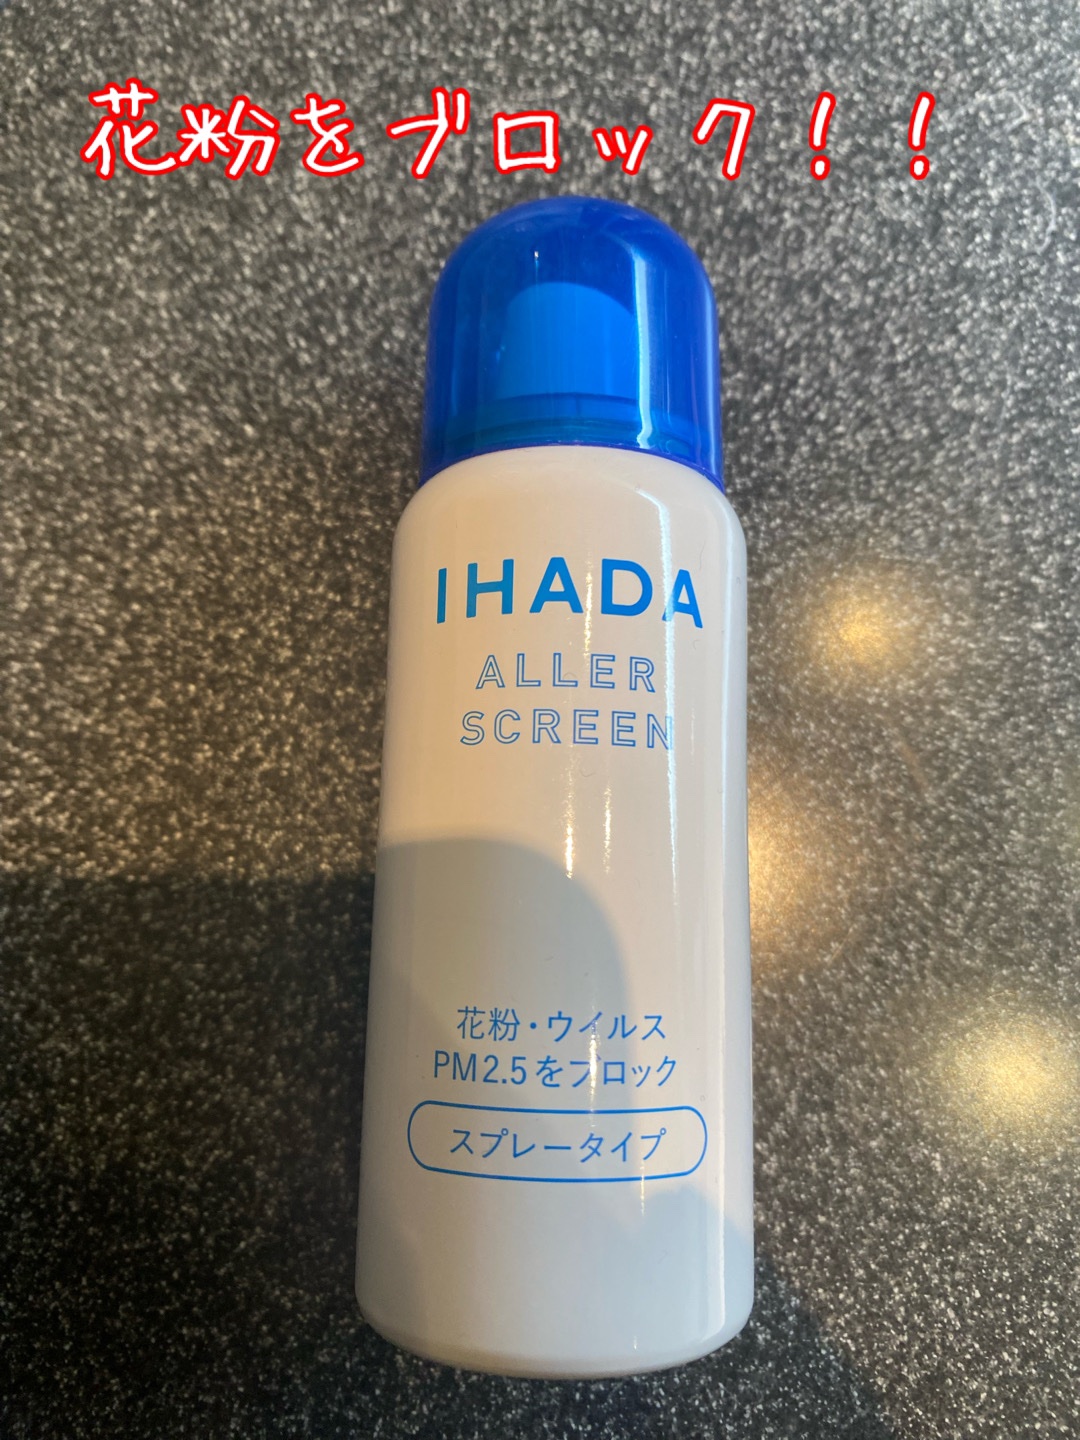 花粉をブロック！！
IHADA
ALLER
SCREEN
花粉・ウイルス
PM2.5をブロック
スプレータイプ